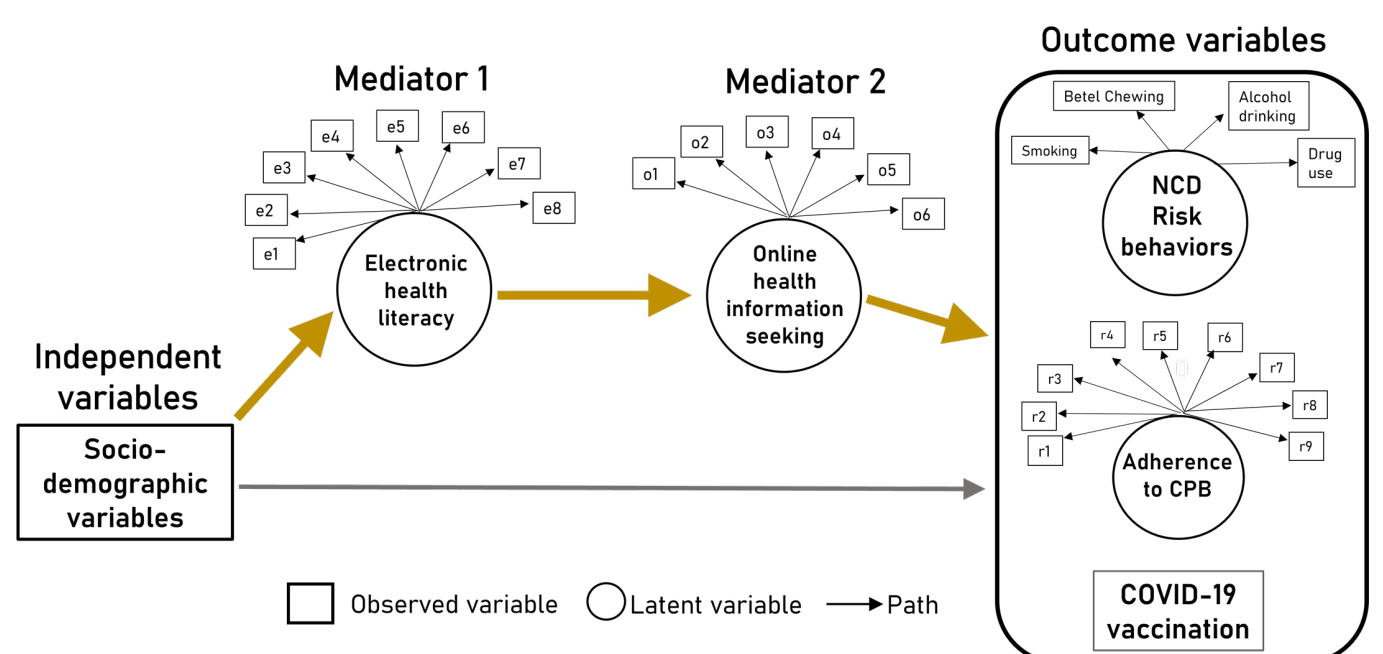 Outcome variables
Mediator 1
Mediator 2
Betel Chewing
Alcohol
drinking
Smoking
Drug
use
NCD
Risk
behaviors
e1
e2
e3
e4
e5
e6
e7
e8
Electronic
health
literacy
o1
o2
o3
o4
o5
o6
Online
health
information
seeking
Independent
variables
Socio-
demographic
variables
r1
r2
r3
r4
r5
r6
r7
r8
r9
Adherence
to CPB
COVID-19
vaccination
Observed variable
Latent variable
Path